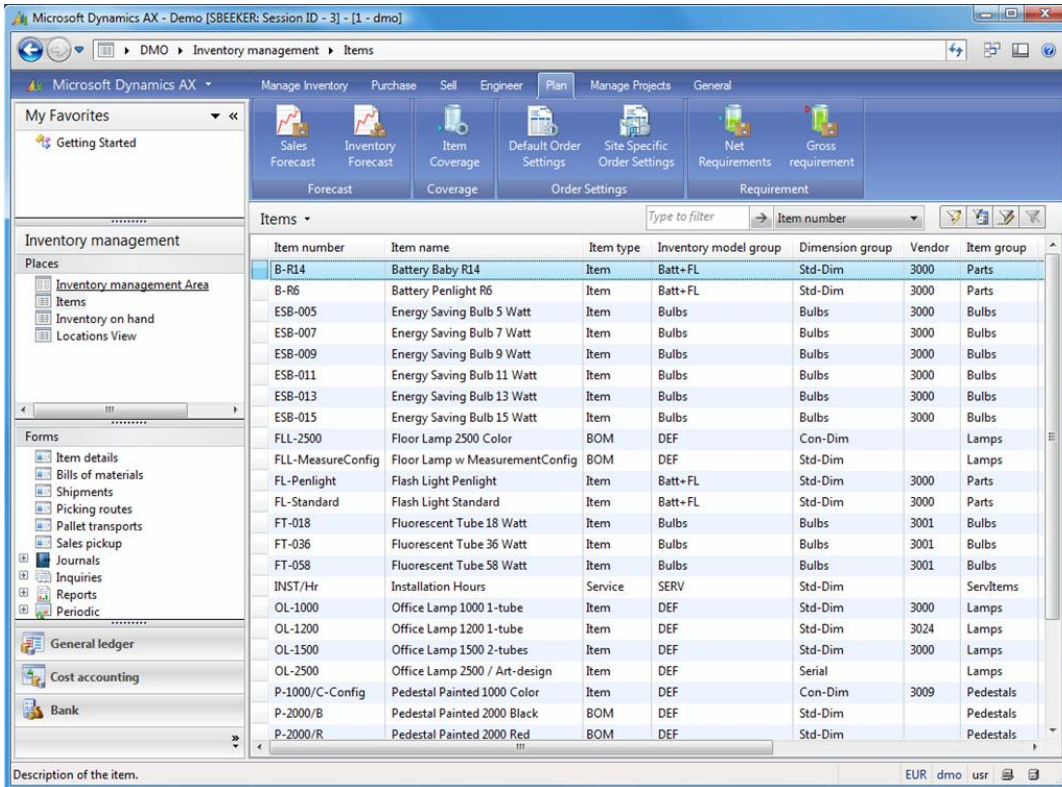 Microsoft Dynamics AX - Demo [SBEEKER: Session ID - 3] - [1 - dmo]
DMO Inventory management Items
Microsoft Dynamics AX Manage Inventory Purchase Sell Engineer Plan Manage Projects General
My Favorites
Getting Started
Sales Forecast
Inventory Forecast
Item Coverage
Default Order Settings
Site Specific Order Settings
Net Requirements
Gross requirement
Forecast Coverage Order Settings Requirement
Items Type to filter Item number
Inventory management
Places
Inventory management Area
Items
Inventory on hand
Locations View
Forms
Item details
Bills of materials
Shipments
Picking routes
Pallet transports
Sales pickup
Journals
Inquiries
Reports
Periodic
General ledger
Cost accounting
Bank
Item number Item name Item type Inventory model group Dimension group Vendor Item group
B-R14 Battery Baby R14 Item Batt+FL Std-Dim 3000 Parts
B-R6 Battery Penlight R6 Item Batt+FL Std-Dim 3000 Parts
ESB-005 Energy Saving Bulb 5 Watt Item Bulbs Bulbs 3000 Bulbs
ESB-007 Energy Saving Bulb 7 Watt Item Bulbs Bulbs 3000 Bulbs
ESB-009 Energy Saving Bulb 9 Watt Item Bulbs Bulbs 3000 Bulbs
ESB-011 Energy Saving Bulb 11 Watt Item Bulbs Bulbs 3000 Bulbs
ESB-013 Energy Saving Bulb 13 Watt Item Bulbs Bulbs 3000 Bulbs
ESB-015 Energy Saving Bulb 15 Watt Item Bulbs Bulbs 3000 Bulbs
FLL-2500 Floor Lamp 2500 Color BOM DEF Con-Dim Lamps
FLL-MeasureConfig Floor Lamp w MeasurementConfig BOM DEF Std-Dim Lamps
FL-Penlight Flash Light Penlight Item Batt+FL Std-Dim 3000 Parts
FL-Standard Flash Light Standard Item Batt+FL Std-Dim 3000 Parts
FT-018 Fluorescent Tube 18 Watt Item Bulbs Bulbs 3001 Bulbs
FT-036 Fluorescent Tube 36 Watt Item Bulbs Bulbs 3001 Bulbs
FT-058 Fluorescent Tube 58 Watt Item Bulbs Bulbs 3001 Bulbs
INST/Hr Installation Hours Service SERV Std-Dim ServItems
OL-1000 Office Lamp 1000 1-tube Item DEF Std-Dim 3000 Lamps
OL-1200 Office Lamp 1200 1-tube Item DEF Std-Dim 3024 Lamps
OL-1500 Office Lamp 1500 2-tubes Item DEF Std-Dim 3000 Lamps
OL-2500 Office Lamp 2500 / Art-design Item DEF Serial Lamps
P-1000/C-Config Pedestal Painted 1000 Color Item DEF Con-Dim 3009 Pedestals
P-2000/B Pedestal Painted 2000 Black BOM DEF Std-Dim Pedestals
P-2000/R Pedestal Painted 2000 Red BOM DEF Std-Dim Pedestals
Description of the item. EUR dmo usr